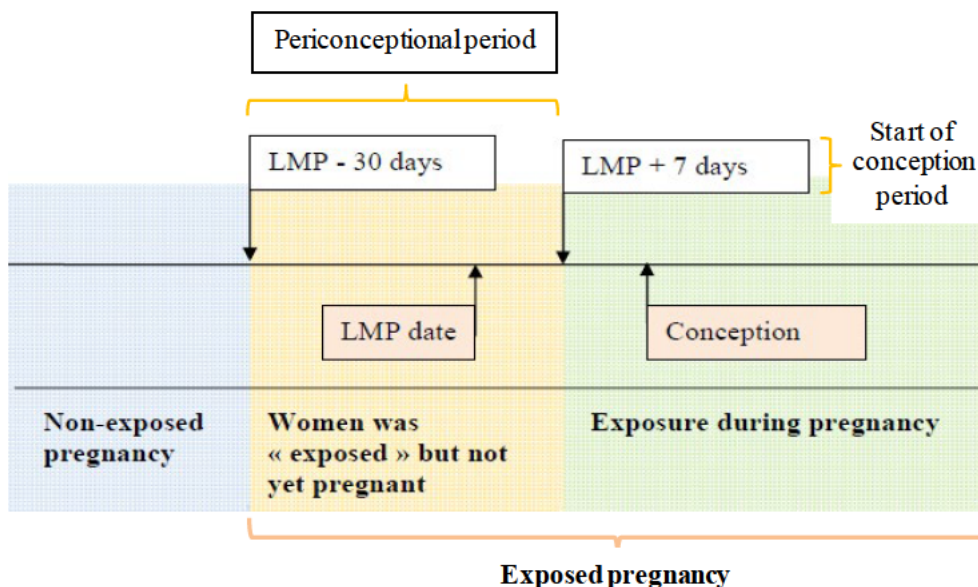 Periconceptional period
LMP - 30 days
LMP + 7 days
Start of
conception
period
LMP date
Conception
Non-exposed
pregnancy
Women was
« exposed » but not
yet pregnant
Exposure during pregnancy
Exposed pregnancy